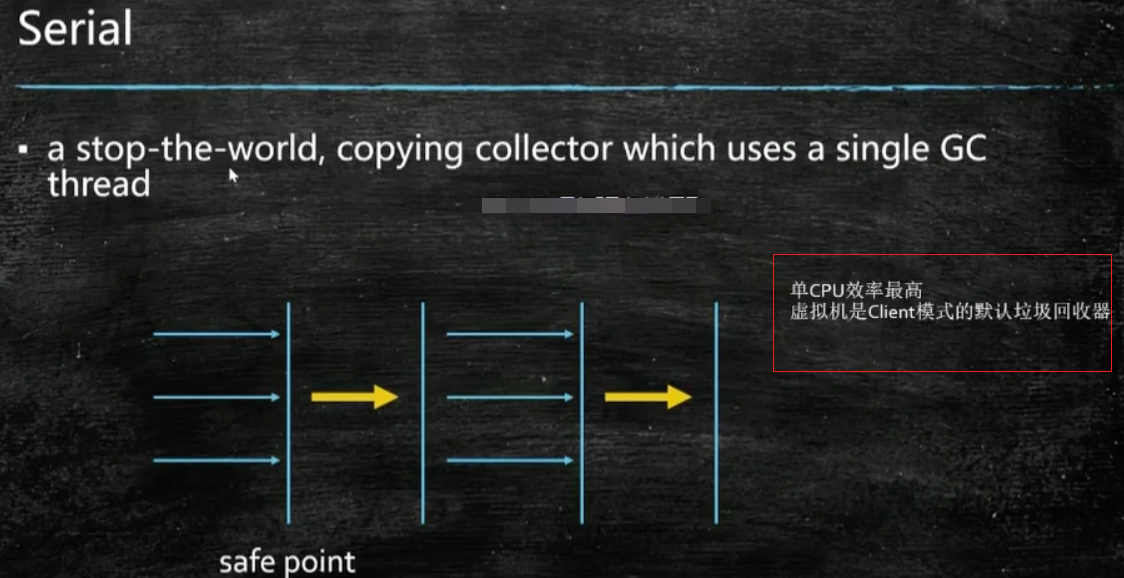 Serial
▪ a stop-the-world, copying collector which uses a single GC
thread
单CPU效率最高
虚拟机是Client模式的默认垃圾回收器
safe point